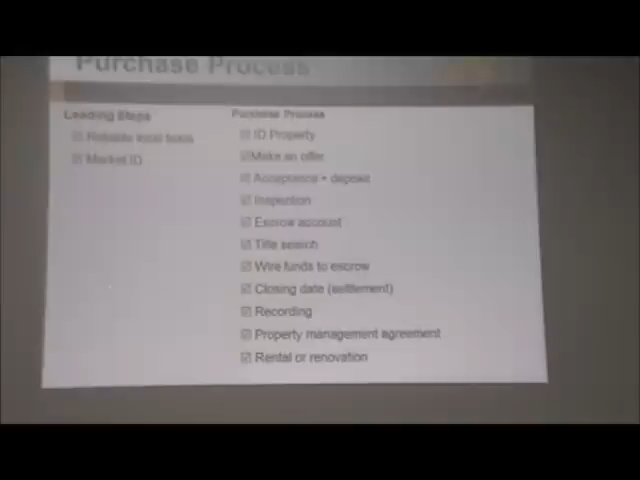 Purchase Process
Leading Steps
☑ Reliable local team
☑ Market ID
Purchase Process
☑ ID Property
☑Make an offer
☑ Acceptance + deposit
☑ Inspection
☑ Escrow account
☑ Title search
☑ Wire funds to escrow
☑ Closing date (settlement)
☑ Recording
☑ Property management agreement
☑ Rental or renovation